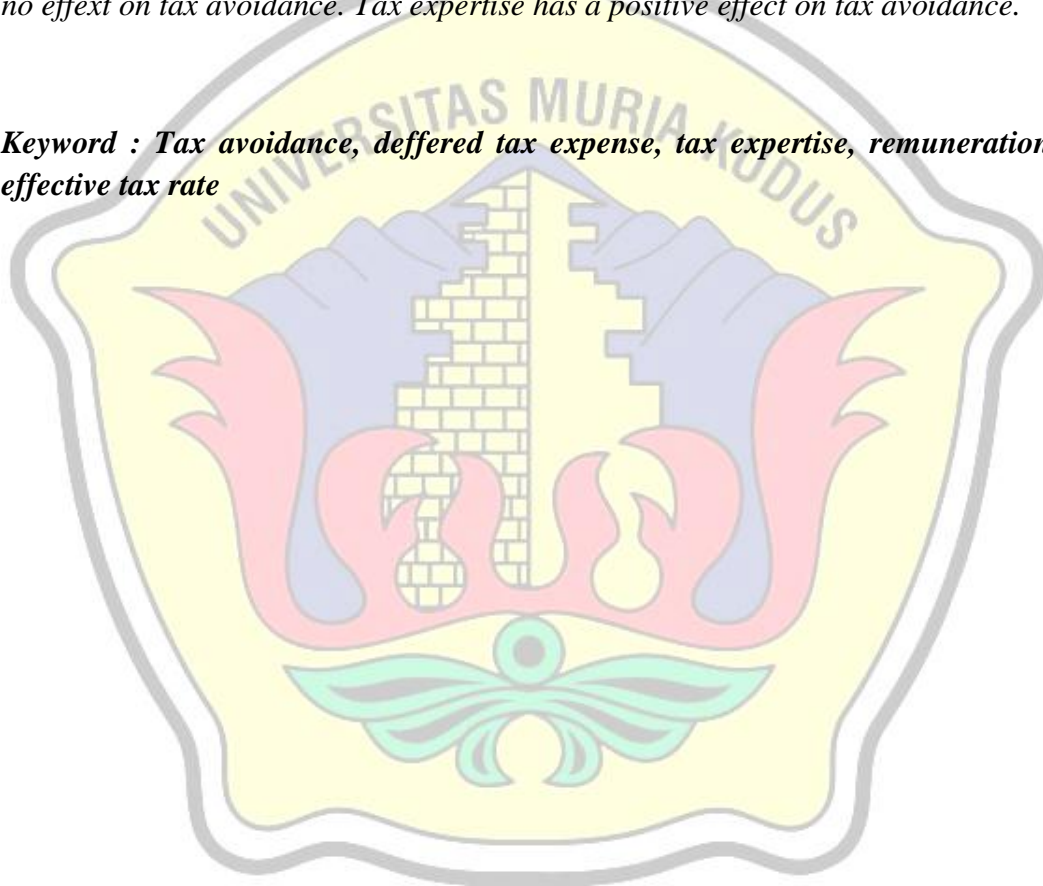 no effext on tax avoidance. Tax expertise has a positive effect on tax avoidance.
Keyword : Tax avoidance, deffered tax expense, tax expertise, remuneration
effective tax rate
UNIVERSITAS MURIA KUDUS